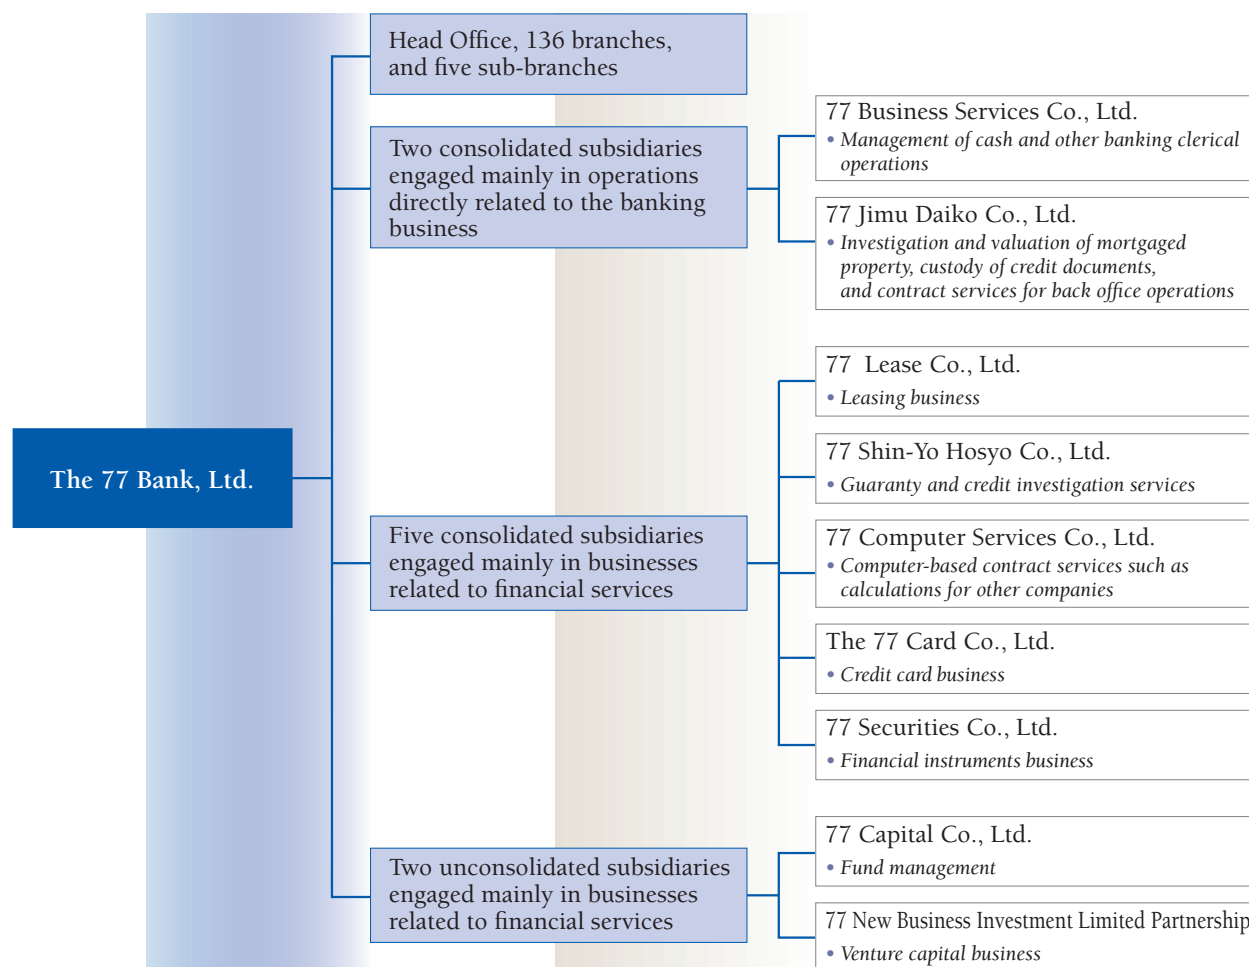 The 77 Bank, Ltd.
Head Office, 136 branches,
and five sub-branches
Two consolidated subsidiaries
engaged mainly in operations
directly related to the banking
business
77 Business Services Co., Ltd.
• Management of cash and other banking clerical
operations
77 Jimu Daiko Co., Ltd.
• Investigation and valuation of mortgaged
property, custody of credit documents,
and contract services for back office operations
Five consolidated subsidiaries
engaged mainly in businesses
related to financial services
77 Lease Co., Ltd.
• Leasing business
77 Shin-Yo Hosyo Co., Ltd.
• Guaranty and credit investigation services
77 Computer Services Co., Ltd.
• Computer-based contract services such as
calculations for other companies
The 77 Card Co., Ltd.
• Credit card business
77 Securities Co., Ltd.
• Financial instruments business
Two unconsolidated subsidiaries
engaged mainly in businesses
related to financial services
77 Capital Co., Ltd.
• Fund management
77 New Business Investment Limited Partnership
• Venture capital business